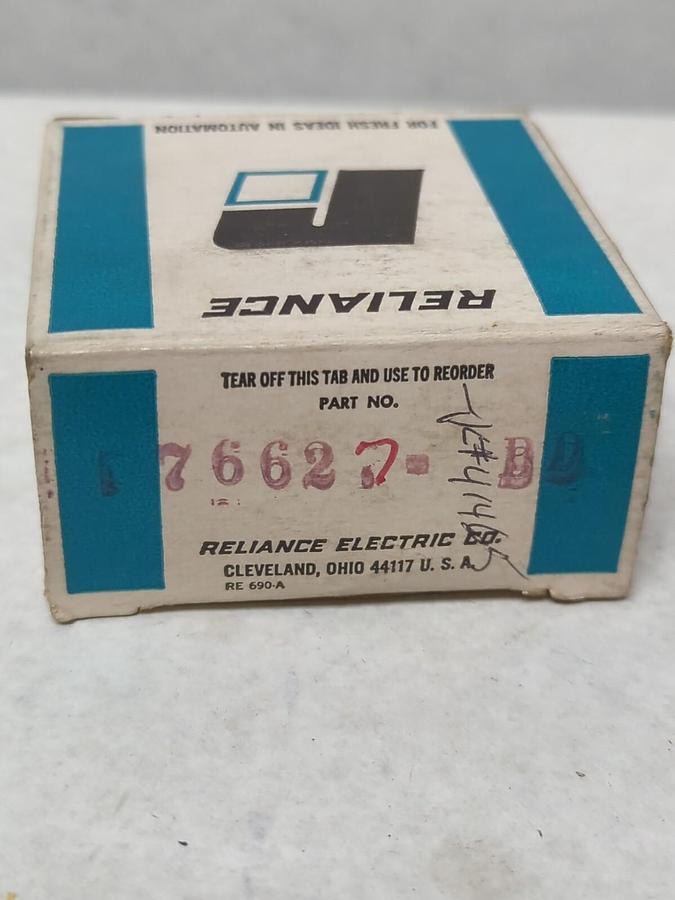 FOR FRESH IDEAS IN AUTOMATION
RELIANCE
TEAR OFF THIS TAB AND USE TO REORDER
PART NO.
76627-
RELIANCE ELECTRIC CO.
CLEVELAND, OHIO 44117 U. S. A.
RE 690-A